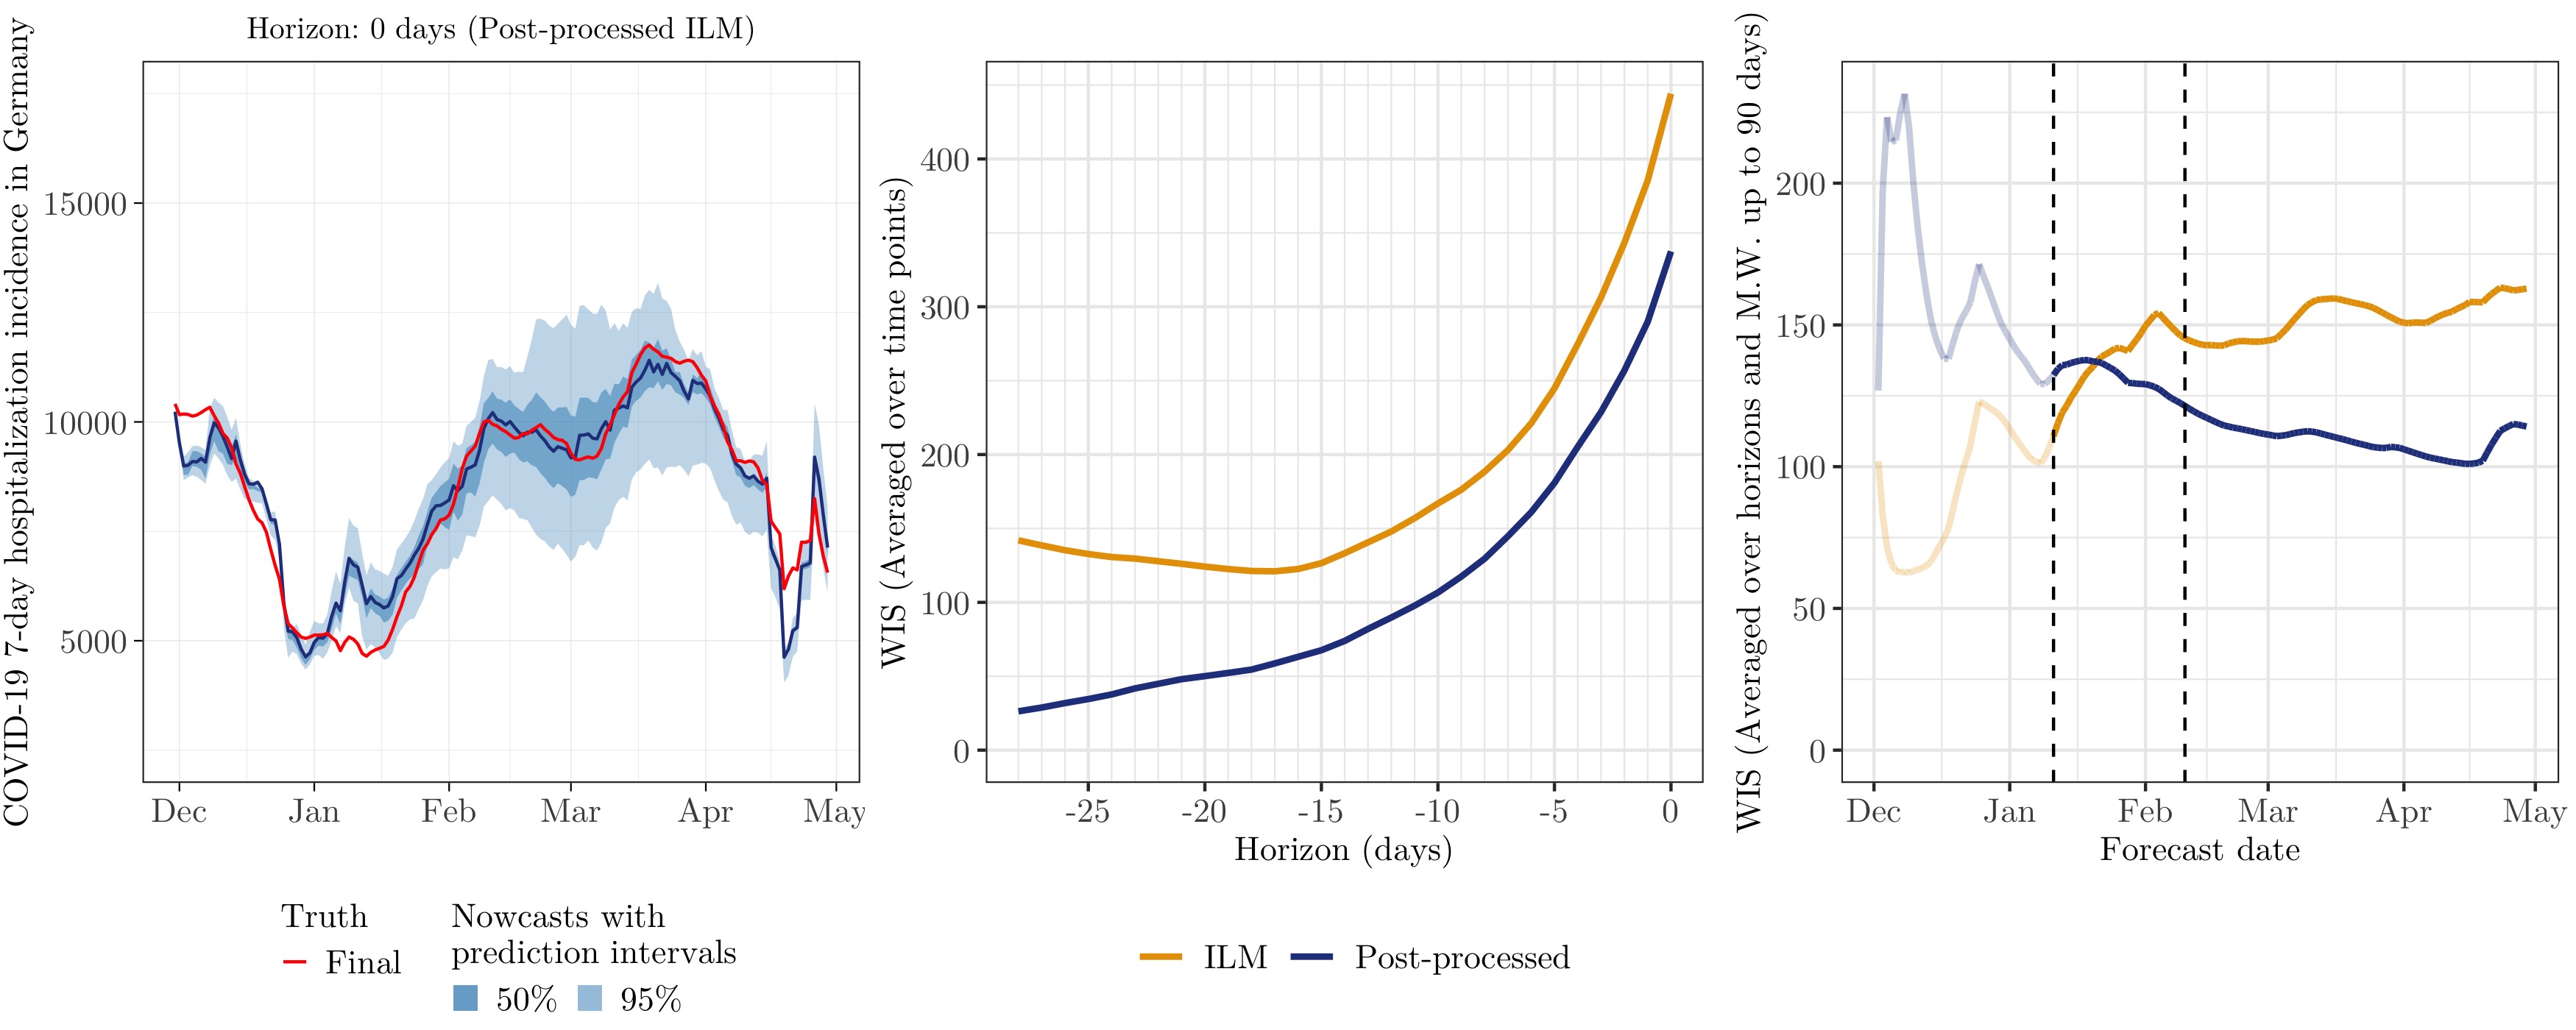 Horizon: 0 days (Post-processed ILM)
COVID-19 7-day hospitalization incidence in Germany
15000
10000
5000
Dec Jan Feb Mar Apr May
Truth
Final
Nowcasts with
prediction intervals
50% 95%
WIS (Averaged over time points)
400
300
200
100
0
-25 -20 -15 -10 -5 0
Horizon (days)
ILM Post-processed
WIS (Averaged over horizons and M.W. up to 90 days)
200
150
100
50
0
Dec Jan Feb Mar Apr May
Forecast date